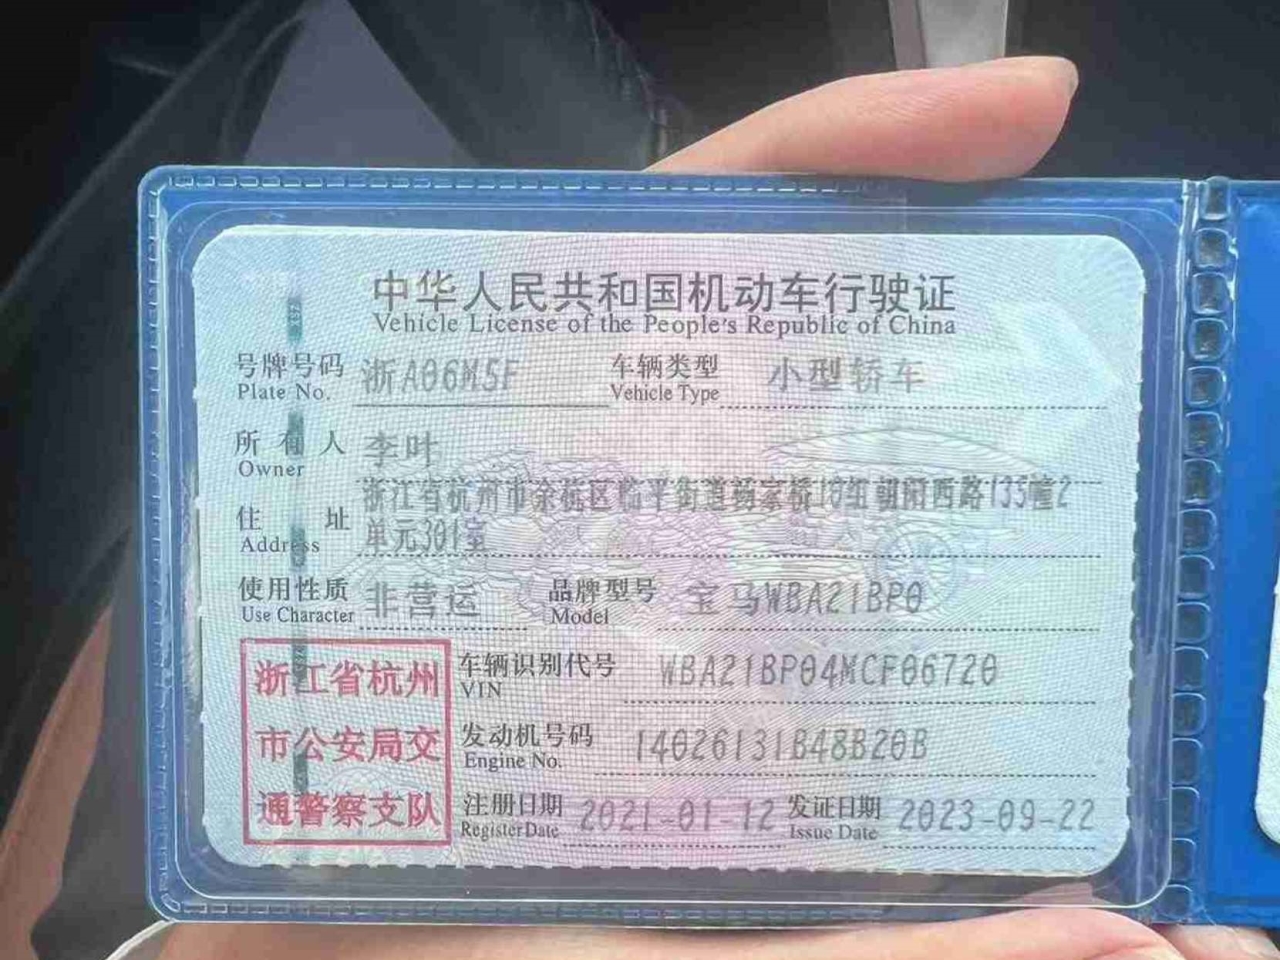 中华人民共和国机动车行驶证
Vehicle License of the People's Republic of China
号牌号码 浙A06M5F 车辆类型 小型轿车
Plate No. Vehicle Type
所有人 李叶
Owner
浙江省杭州市余杭区临平街道杨家桥10组朝阳西路135幢2
住址 单元301室
Address
使用性质 非营运 品牌型号 宝马WBA21BP0
Use Character Model
浙江省杭州 车辆识别代号 WBA21BP04MCF06720
VIN
市公安局交 发动机号码 14026131B48B20B
Engine No.
通警察支队 注册日期 2021-01-12 发证日期 2023-09-22
Register Date Issue Date